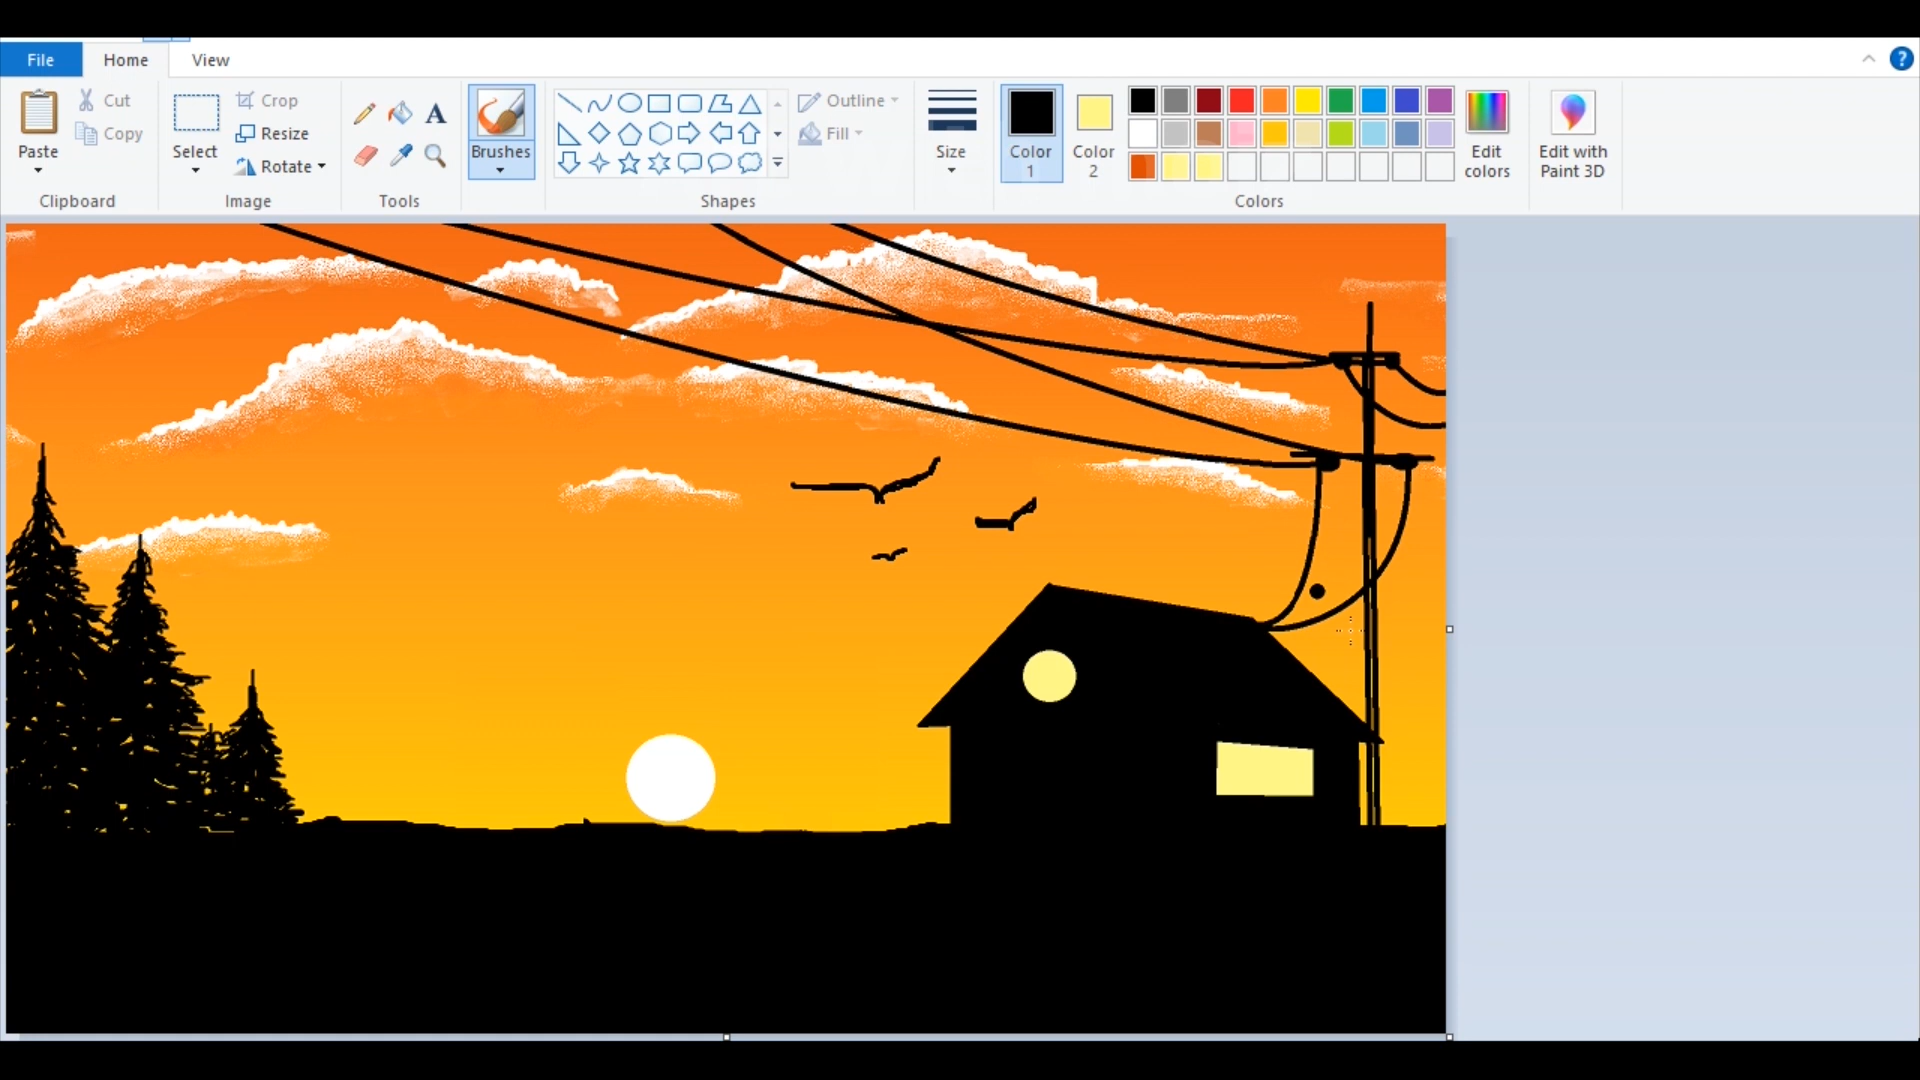 File Home View
?
Paste
Cut
Copy
Clipboard
Select
Crop
Resize
Rotate
Image
A
Tools
Brushes
Outline
Fill
Shapes
Size
Color
1
Color
2
Edit
colors
Colors
Edit with
Paint 3D